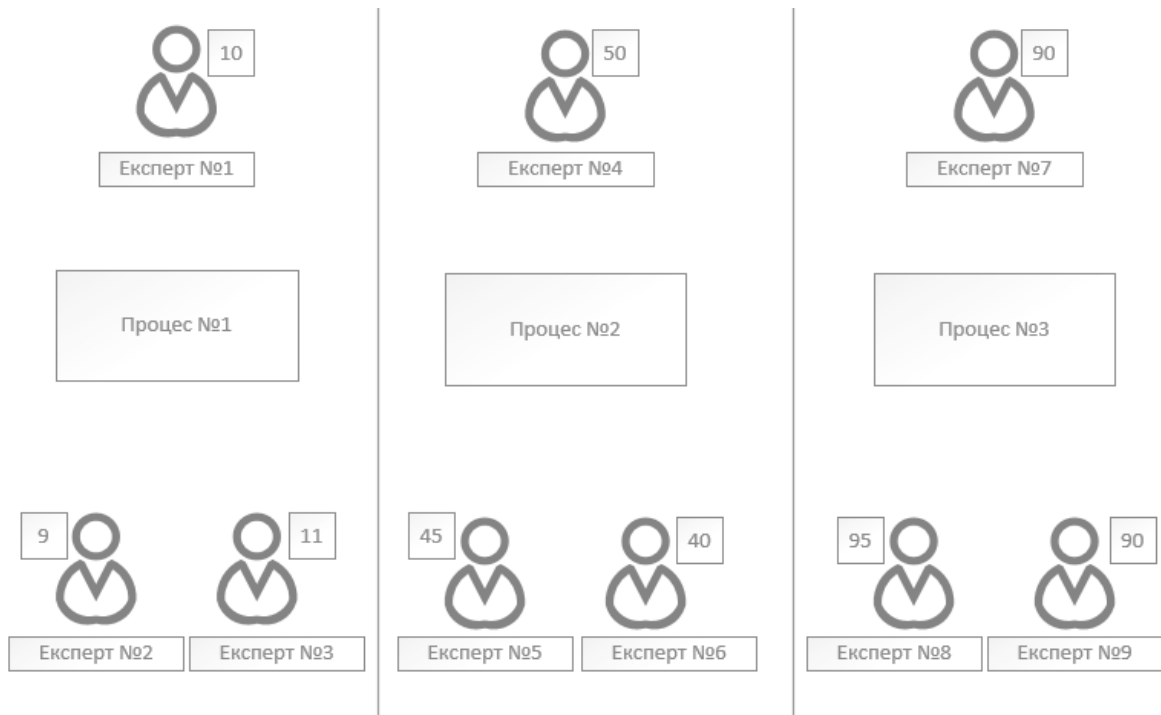 10
Експерт №1
Процес №1
9
11
Експерт №2
Експерт №3
50
Експерт №4
Процес №2
45
40
Експерт №5
Експерт №6
90
Експерт №7
Процес №3
95
90
Експерт №8
Експерт №9